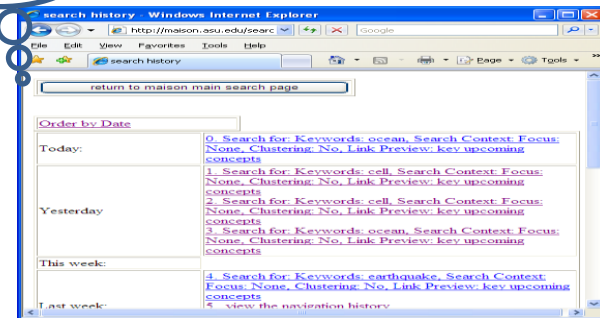 search history - Windows Internet Explorer
http://maison.asu.edu/searc
Google
File Edit View Favorites Tools Help
search history
Page Tools
return to maison main search page
Order by Date
Today:
0. Search for: Keywords: ocean, Search Context: Focus:
None, Clustering: No, Link Preview: key upcoming
concepts
Yesterday
1. Search for: Keywords: cell, Search Context: Focus:
None, Clustering: No, Link Preview: key upcoming
concepts
2. Search for: Keywords: cell, Search Context: Focus:
None, Clustering: No, Link Preview: key upcoming
concepts
3. Search for: Keywords: ocean, Search Context: Focus:
None, Clustering: No, Link Preview: key upcoming
concepts
This week:
Last week:
4. Search for: Keywords: earthquake, Search Context:
Focus: None, Clustering: No, Link Preview: key upcoming
concepts
5. view the navigation history